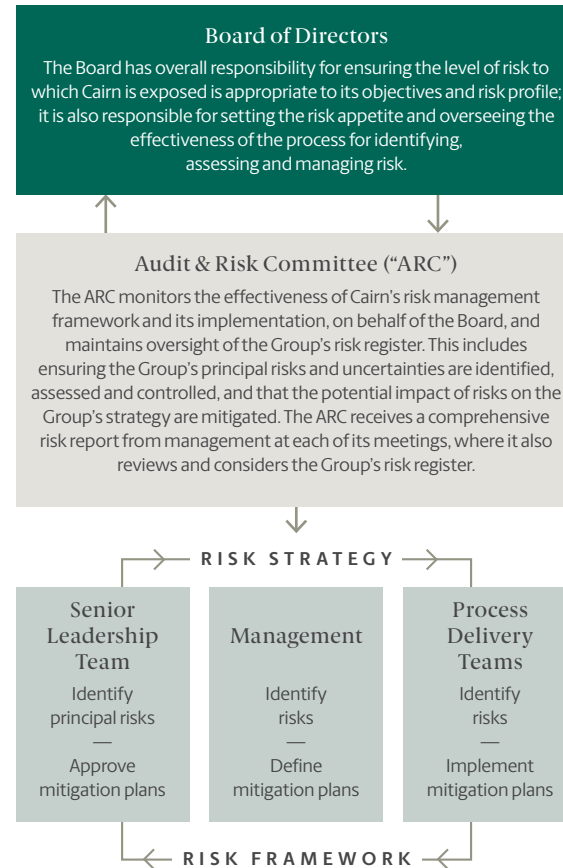 Board of Directors
The Board has overall responsibility for ensuring the level of risk to
which Cairn is exposed is appropriate to its objectives and risk profile;
it is also responsible for setting the risk appetite and overseeing the
effectiveness of the process for identifying,
assessing and managing risk.
Audit & Risk Committee (“ARC”)
The ARC monitors the effectiveness of Cairn’s risk management
framework and its implementation, on behalf of the Board, and
maintains oversight of the Group’s risk register. This includes
ensuring the Group’s principal risks and uncertainties are identified,
assessed and controlled, and that the potential impact of risks on the
Group’s strategy are mitigated. The ARC receives a comprehensive
risk report from management at each of its meetings, where it also
reviews and considers the Group’s risk register.
RISK STRATEGY
Senior
Leadership
Team
Identify
principal risks
—
Approve
mitigation plans
Management
Identify
risks
—
Define
mitigation plans
Process
Delivery
Teams
Identify
risks
—
Implement
mitigation plans
RISK FRAMEWORK